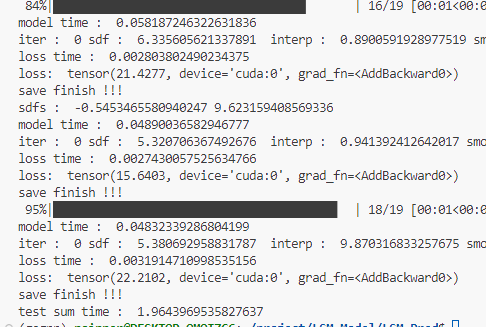 84%| | 16/19 [00:01<00:0
model time :  0.058187246322631836
iter :  0 sdf :  6.335605621337891  interp :  0.8900591928977519 smo
loss time :  0.002803802490234375
loss:  tensor(21.4277, device='cuda:0', grad_fn=<AddBackward0>)
save finish !!!
sdfs :  -0.5453465580940247 9.623159408569336
model time :  0.04890036582946777
iter :  0 sdf :  5.320706367492676  interp :  0.941392412642017 smo
loss time :  0.0027430057525634766
loss:  tensor(15.6403, device='cuda:0', grad_fn=<AddBackward0>)
save finish !!!
95%| | 18/19 [00:01<00:0
model time :  0.04832339286804199
iter :  0 sdf :  5.380692958831787  interp :  9.870316833257675 smo
loss time :  0.0031914710998535156
loss:  tensor(22.2102, device='cuda:0', grad_fn=<AddBackward0>)
save finish !!!
test sum time :  1.9643969535827637